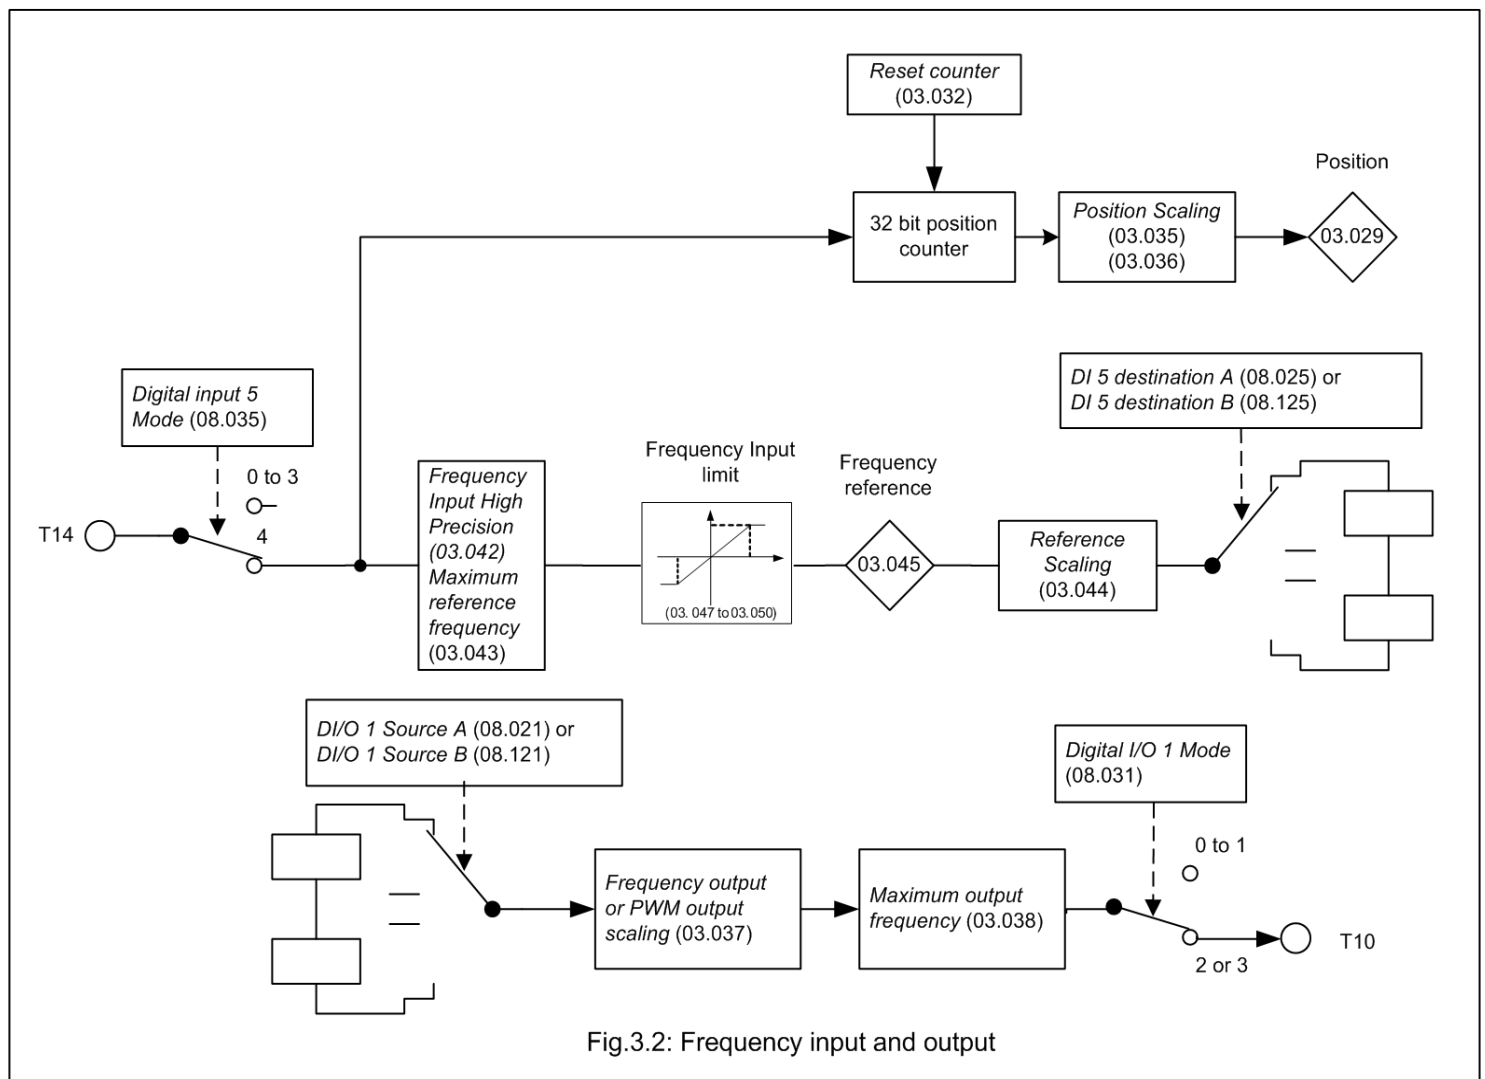 Reset counter
(03.032)
Position
32 bit position
counter
Position Scaling
(03.035)
(03.036)
03.029
Digital input 5
Mode (08.035)
DI 5 destination A (08.025) or
DI 5 destination B (08.125)
0 to 3
T14
4
Frequency
Input High
Precision
(03.042)
Maximum
reference
frequency
(03.043)
Frequency Input
limit
(03. 047 to 03.050)
Frequency
reference
03.045
Reference
Scaling
(03.044)
DI/O 1 Source A (08.021) or
DI/O 1 Source B (08.121)
Digital I/O 1 Mode
(08.031)
0 to 1
Frequency output
or PWM output
scaling (03.037)
Maximum output
frequency (03.038)
T10
2 or 3
Fig.3.2: Frequency input and output